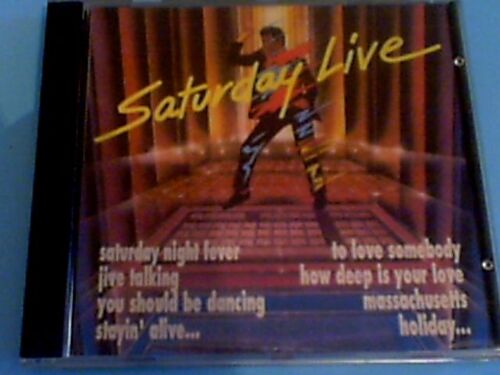 Saturday Live
saturday night fever
jive talking
you should be dancing
stayin' alive...
to love somebody
how deep is your love
massachusetts
holiday...